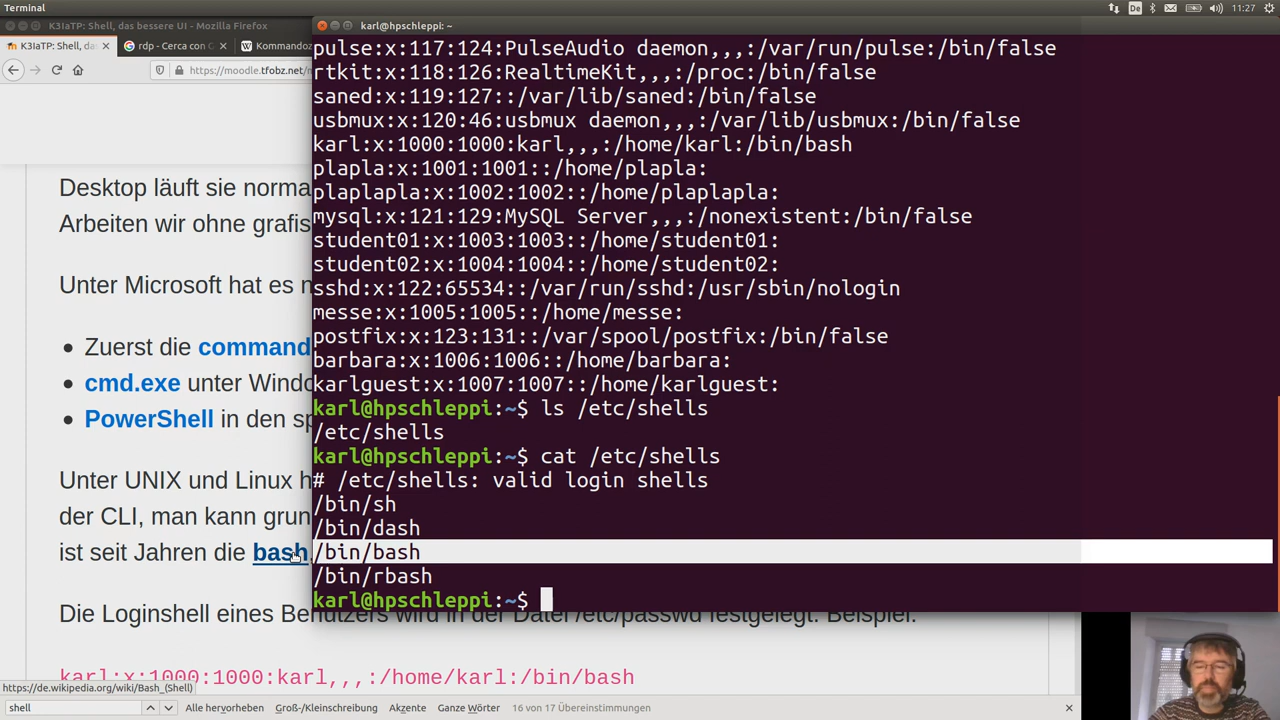 Terminal
De
11:27
K3IaTP: Shell, das bessere UI - Mozilla Firefox
karl@hpschleppi: ~
K3IaTP: Shell, das bes
rdp - Cerca con G
Kommandoz
https://moodle.tfobz.net/m
pulse:x:117:124:PulseAudio daemon,,,:/var/run/pulse:/bin/false
rtkit:x:118:126:RealtimeKit,,,:/proc:/bin/false
saned:x:119:127::/var/lib/saned:/bin/false
usbmux:x:120:46:usbmux daemon,,,:/var/lib/usbmux:/bin/false
karl:x:1000:1000:karl,,,:/home/karl:/bin/bash
plapla:x:1001:1001::/home/plapla:
plaplapla:x:1002:1002::/home/plaplapla:
mysql:x:121:129:MySQL Server,,,:/nonexistent:/bin/false
student01:x:1003:1003::/home/student01:
student02:x:1004:1004::/home/student02:
sshd:x:122:65534::/var/run/sshd:/usr/sbin/nologin
messe:x:1005:1005::/home/messe:
postfix:x:123:131::/var/spool/postfix:/bin/false
barbara:x:1006:1006::/home/barbara:
karlguest:x:1007:1007::/home/karlguest:
karl@hpschleppi:~$ ls /etc/shells
/etc/shells
karl@hpschleppi:~$ cat /etc/shells
# /etc/shells: valid login shells
/bin/sh
/bin/dash
/bin/bash
/bin/rbash
karl@hpschleppi:~$
Desktop läuft sie norma
Arbeiten wir ohne grafis
Unter Microsoft hat es n
• Zuerst die command
• cmd.exe unter Windo
• PowerShell in den sp
Unter UNIX und Linux h
der CLI, man kann grun
ist seit Jahren die bash
Die Loginshell eines Benutzers wird in der Datei /etc/passwd festgelegt. Beispiel:
karl:x:1000:1000:karl,,,:/home/karl:/bin/bash
https://de.wikipedia.org/wiki/Bash_(Shell)
shell
Alle hervorheben
Groß-/Kleinschreibung
Akzente
Ganze Wörter
16 von 17 Übereinstimmungen